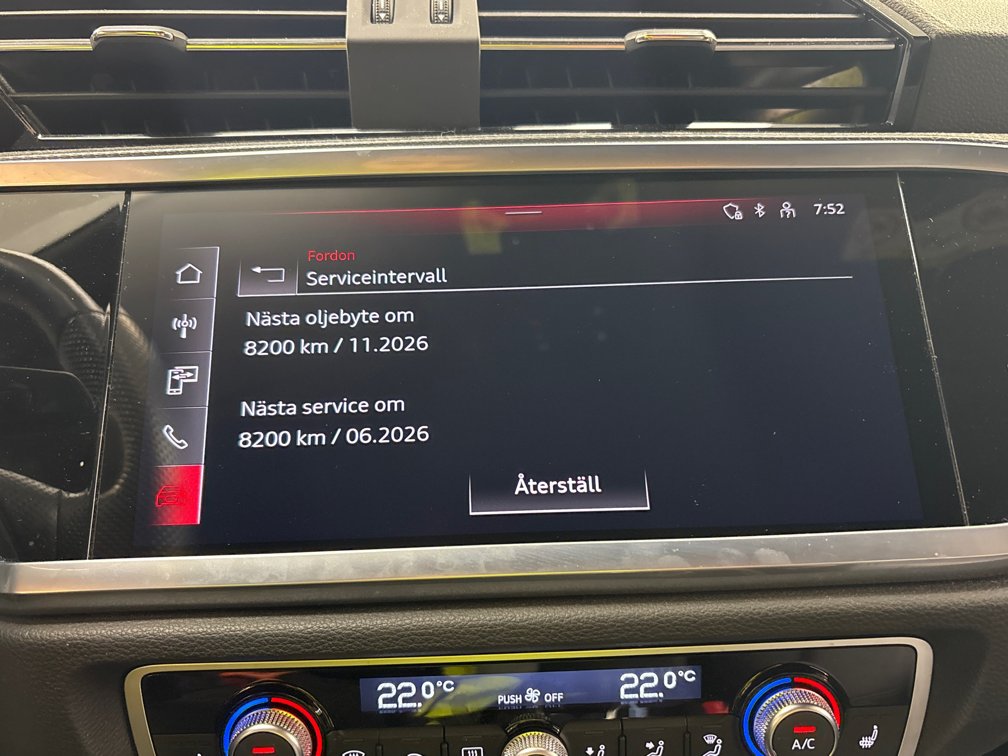 7:52
Fordon
Serviceintervall
Nästa oljebyte om
8200 km / 11.2026
Nästa service om
8200 km / 06.2026
Återställ
22.0°C
PUSH OFF
22.0°C
A/C